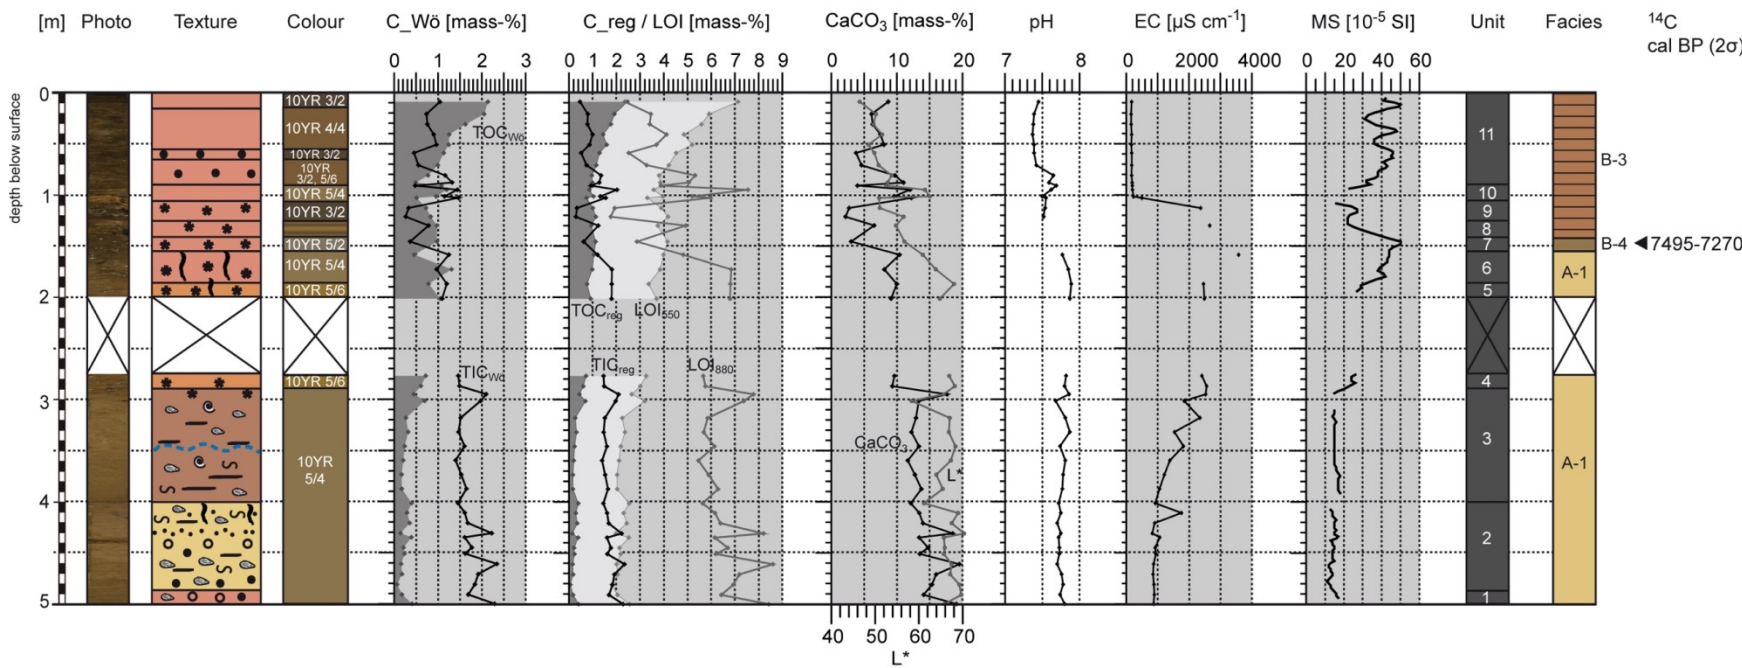 [m] Photo Texture Colour C_Wö [mass-%] C_reg / LOI [mass-%] CaCO₃ [mass-%] pH EC [µS cm⁻¹] MS [10⁻⁵ SI] Unit Facies ¹⁴C
cal BP (2σ)
0 1 2 3 0 1 2 3 4 5 6 7 8 9 0 10 20 7 8 0 2000 4000 0 20 40 60
depth below surface
0
10YR 3/2
10YR 4/4
TOC_Wö
11
10YR 3/2
10YR
3/2, 5/6
B-3
1
10YR 5/4
10
10YR 3/2
9
8
10YR 5/2
7
B-4 ◄7495-7270
10YR 5/4
6
A-1
2
10YR 5/6
5
TOC_reg LOI₅₅₀
TIC_Wö TIC_reg LOI₈₈₀
10YR 5/6
4
3
CaCO₃
3
10YR
5/4
A-1
L*
4
2
5
1
40 50 60 70
L*